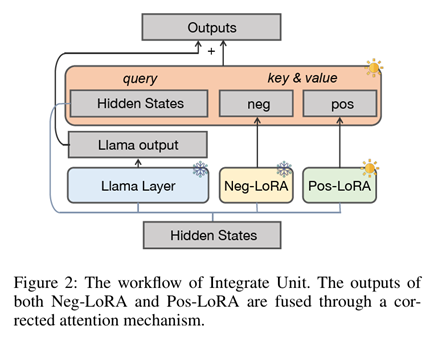 Outputs
+
query
key & value
Hidden States
neg
pos
Llama output
Llama Layer
Neg-LoRA
Pos-LoRA
Hidden States
Figure 2: The workflow of Integrate Unit. The outputs of
both Neg-LoRA and Pos-LoRA are fused through a cor-
rected attention mechanism.